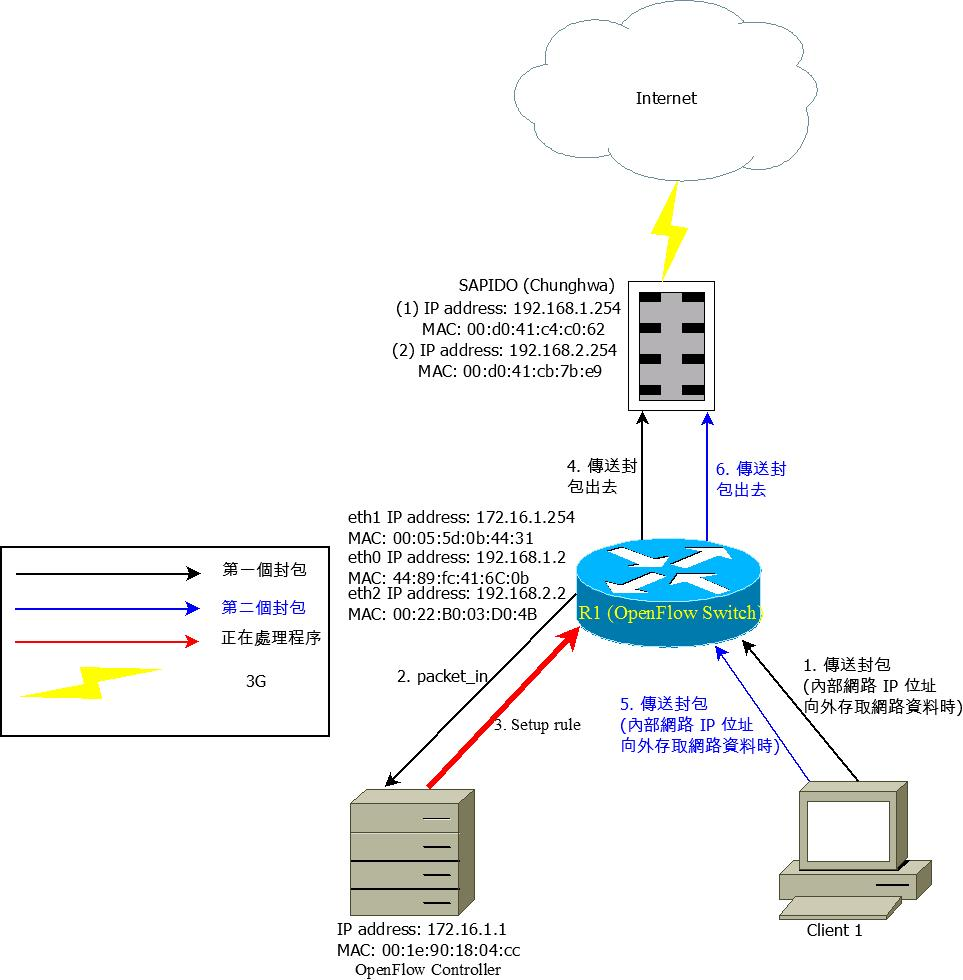 Internet
SAPIDO (Chunghwa)
(1) IP address: 192.168.1.254
MAC: 00:d0:41:c4:c0:62
(2) IP address: 192.168.2.254
MAC: 00:d0:41:cb:7b:e9
4. 傳送封
包出去
6. 傳送封
包出去
eth1 IP address: 172.16.1.254
MAC: 00:05:5d:0b:44:31
eth0 IP address: 192.168.1.2
MAC: 44:89:fc:41:6C:0b
eth2 IP address: 192.168.2.2
MAC: 00:22:B0:03:D0:4B
R1 (OpenFlow Switch)
第一個封包
第二個封包
正在處理程序
3G
2. packet_in
3. Setup rule
1. 傳送封包
(內部網路 IP 位址
向外存取網路資料時)
5. 傳送封包
(內部網路 IP 位址
向外存取網路資料時)
IP address: 172.16.1.1
MAC: 00:1e:90:18:04:cc
OpenFlow Controller
Client 1